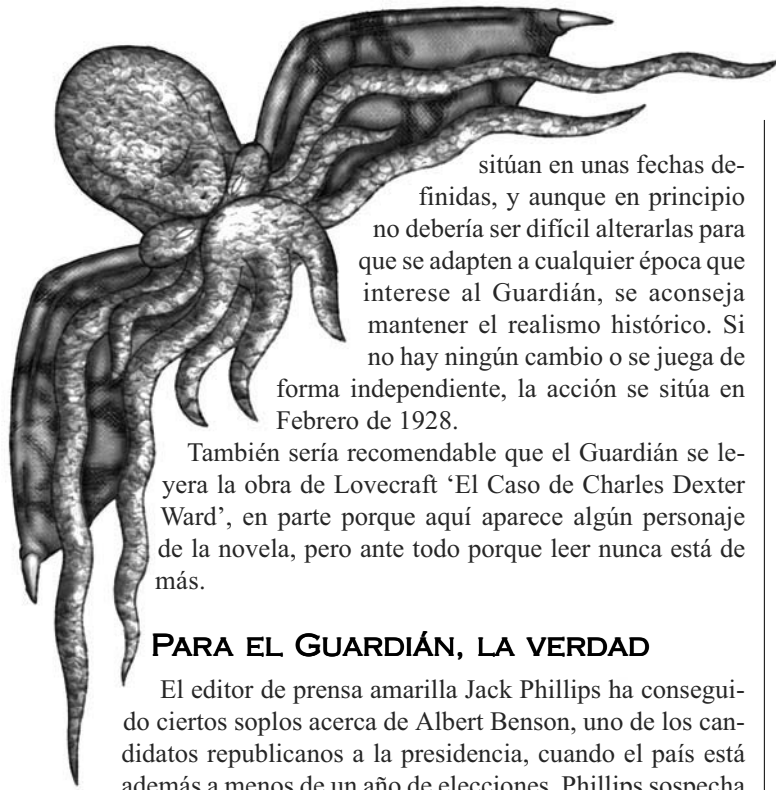 sitúan en unas fechas de-
finidas, y aunque en principio
no debería ser difícil alterarlas para
que se adapten a cualquier época que
interese al Guardián, se aconseja
mantener el realismo histórico. Si
no hay ningún cambio o se juega de
forma independiente, la acción se sitúa en
Febrero de 1928.
También sería recomendable que el Guardián se le-
yera la obra de Lovecraft ‘El Caso de Charles Dexter
Ward’, en parte porque aquí aparece algún personaje
de la novela, pero ante todo porque leer nunca está de
más.
PARA EL GUARDIÁN, LA VERDAD
El editor de prensa amarilla Jack Phillips ha consegui-
do ciertos soplos acerca de Albert Benson, uno de los can-
didatos republicanos a la presidencia, cuando el país está
además a menos de un año de elecciones. Phillips sospecha